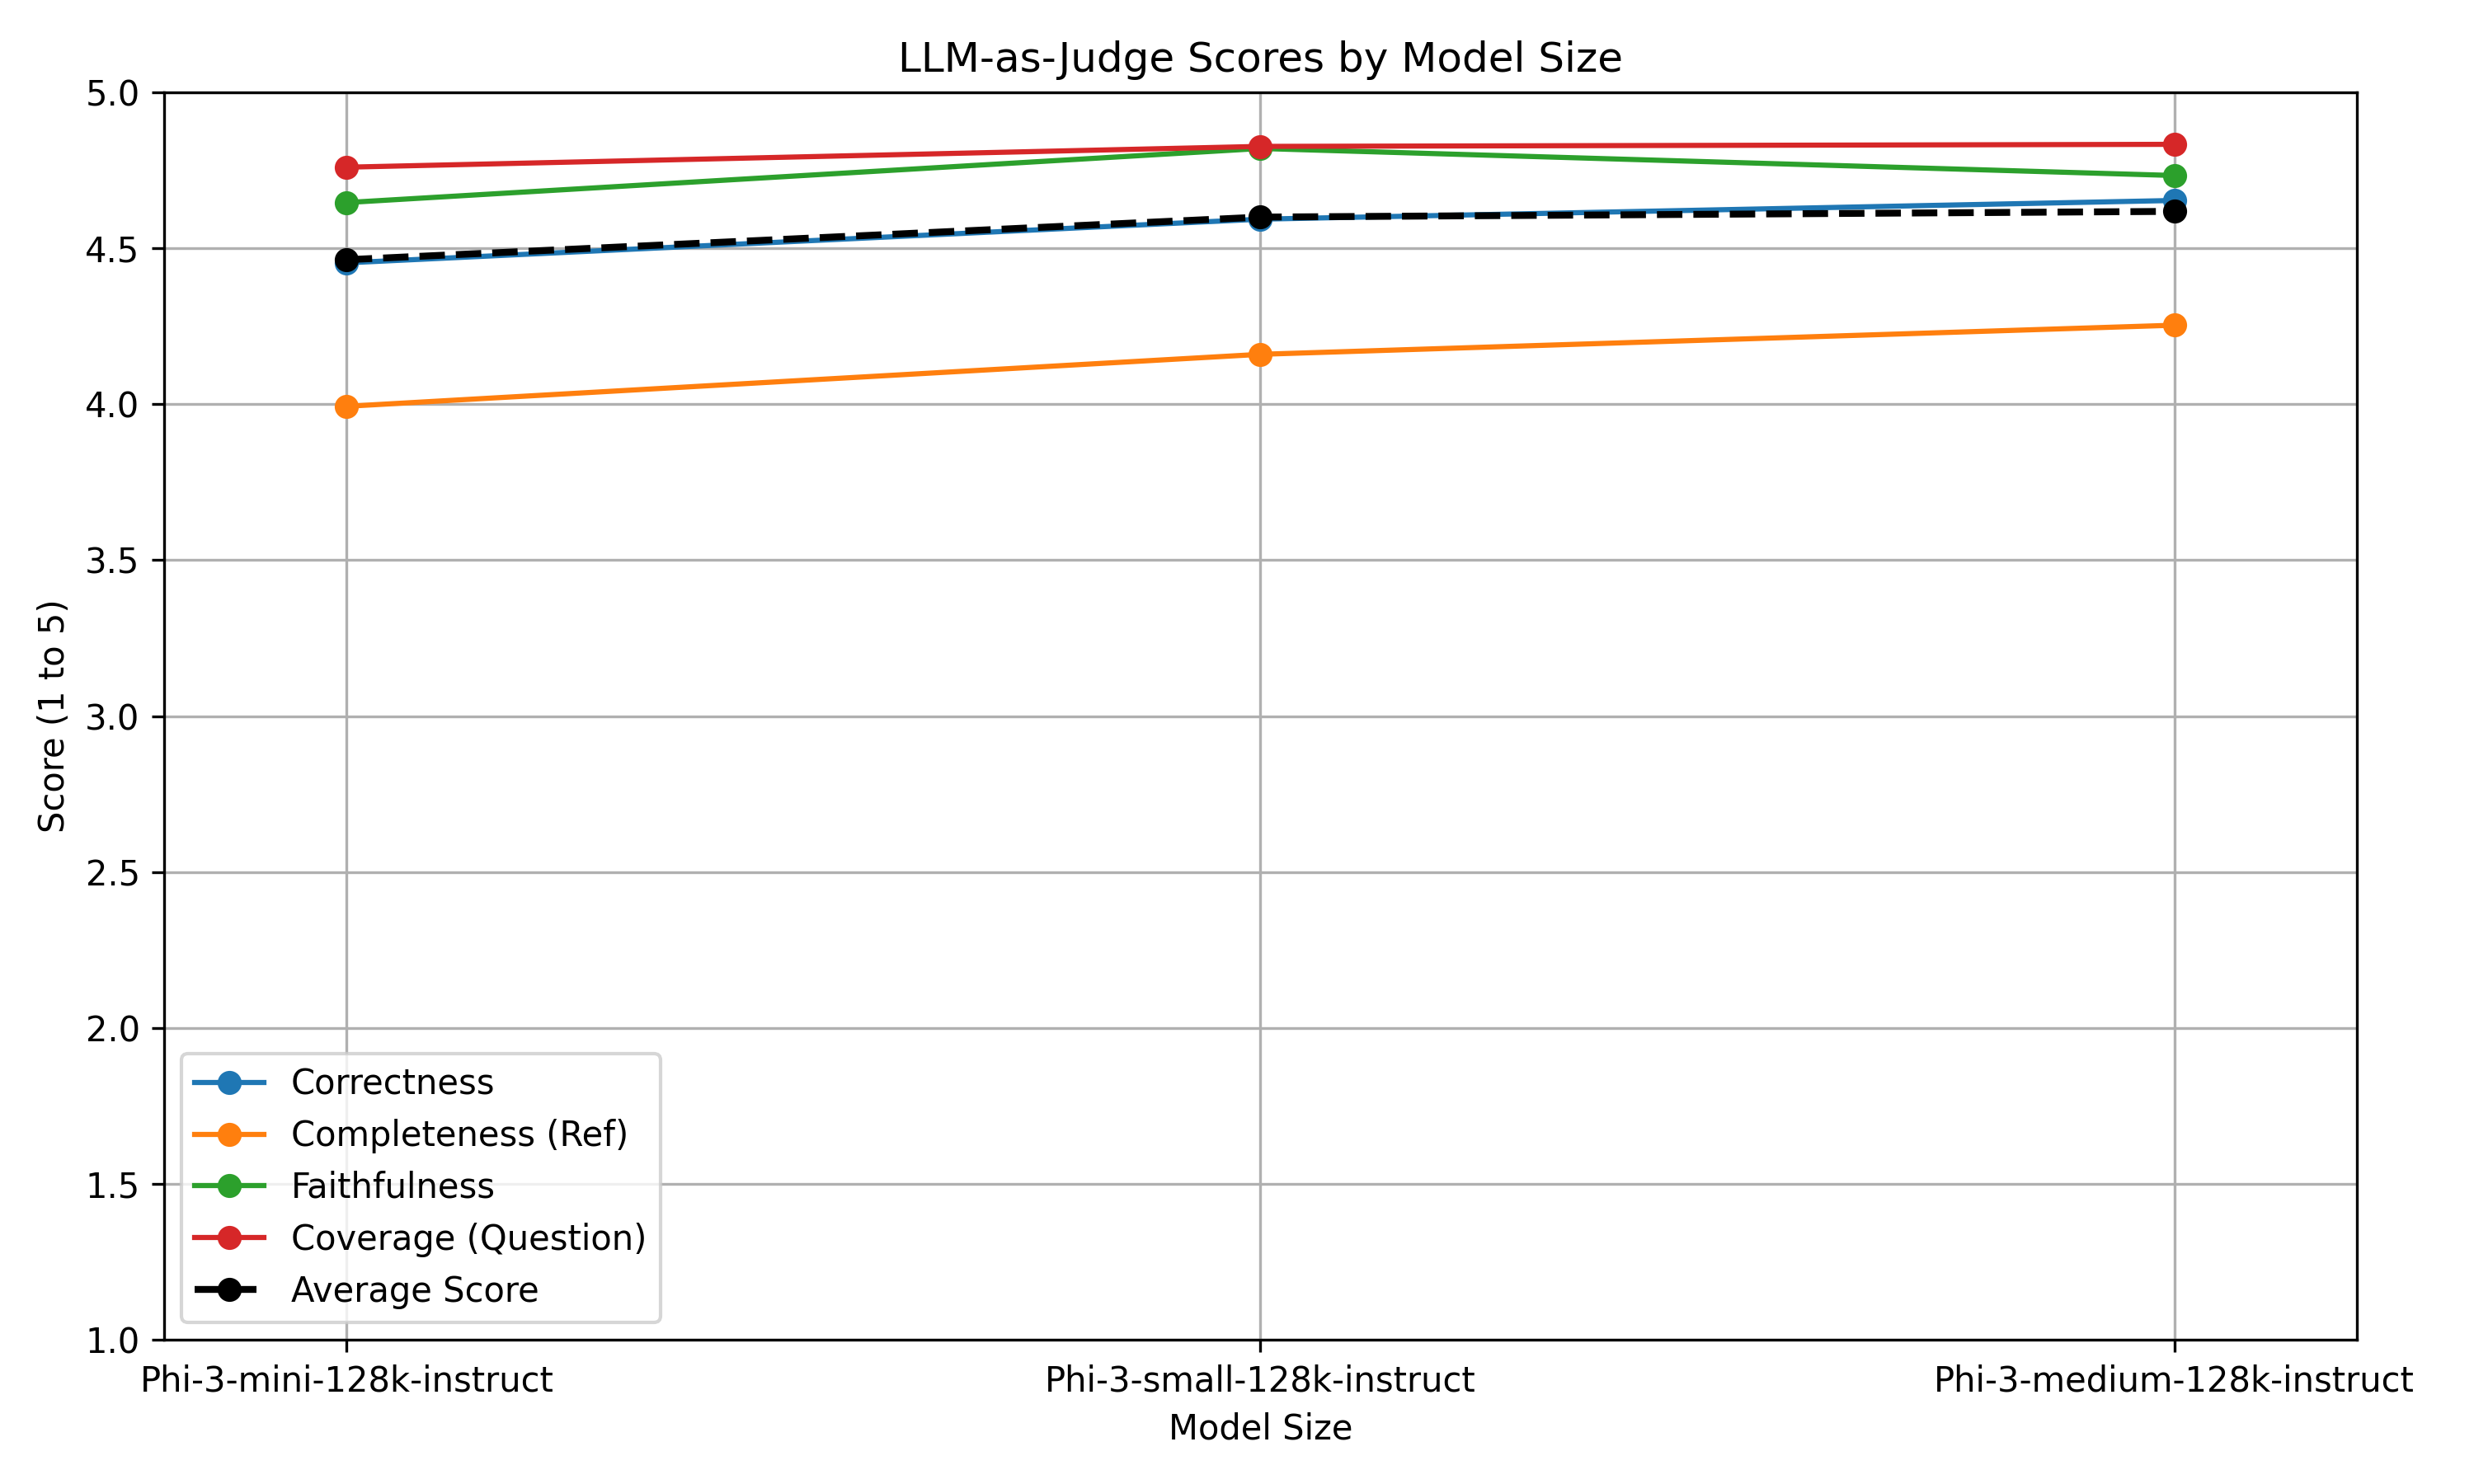 LLM-as-Judge Scores by Model Size
5.0
4.5
4.0
3.5
3.0
2.5
2.0
1.5
1.0
Score (1 to 5)
Correctness
Completeness (Ref)
Faithfulness
Coverage (Question)
Average Score
Phi-3-mini-128k-instruct
Phi-3-small-128k-instruct
Phi-3-medium-128k-instruct
Model Size